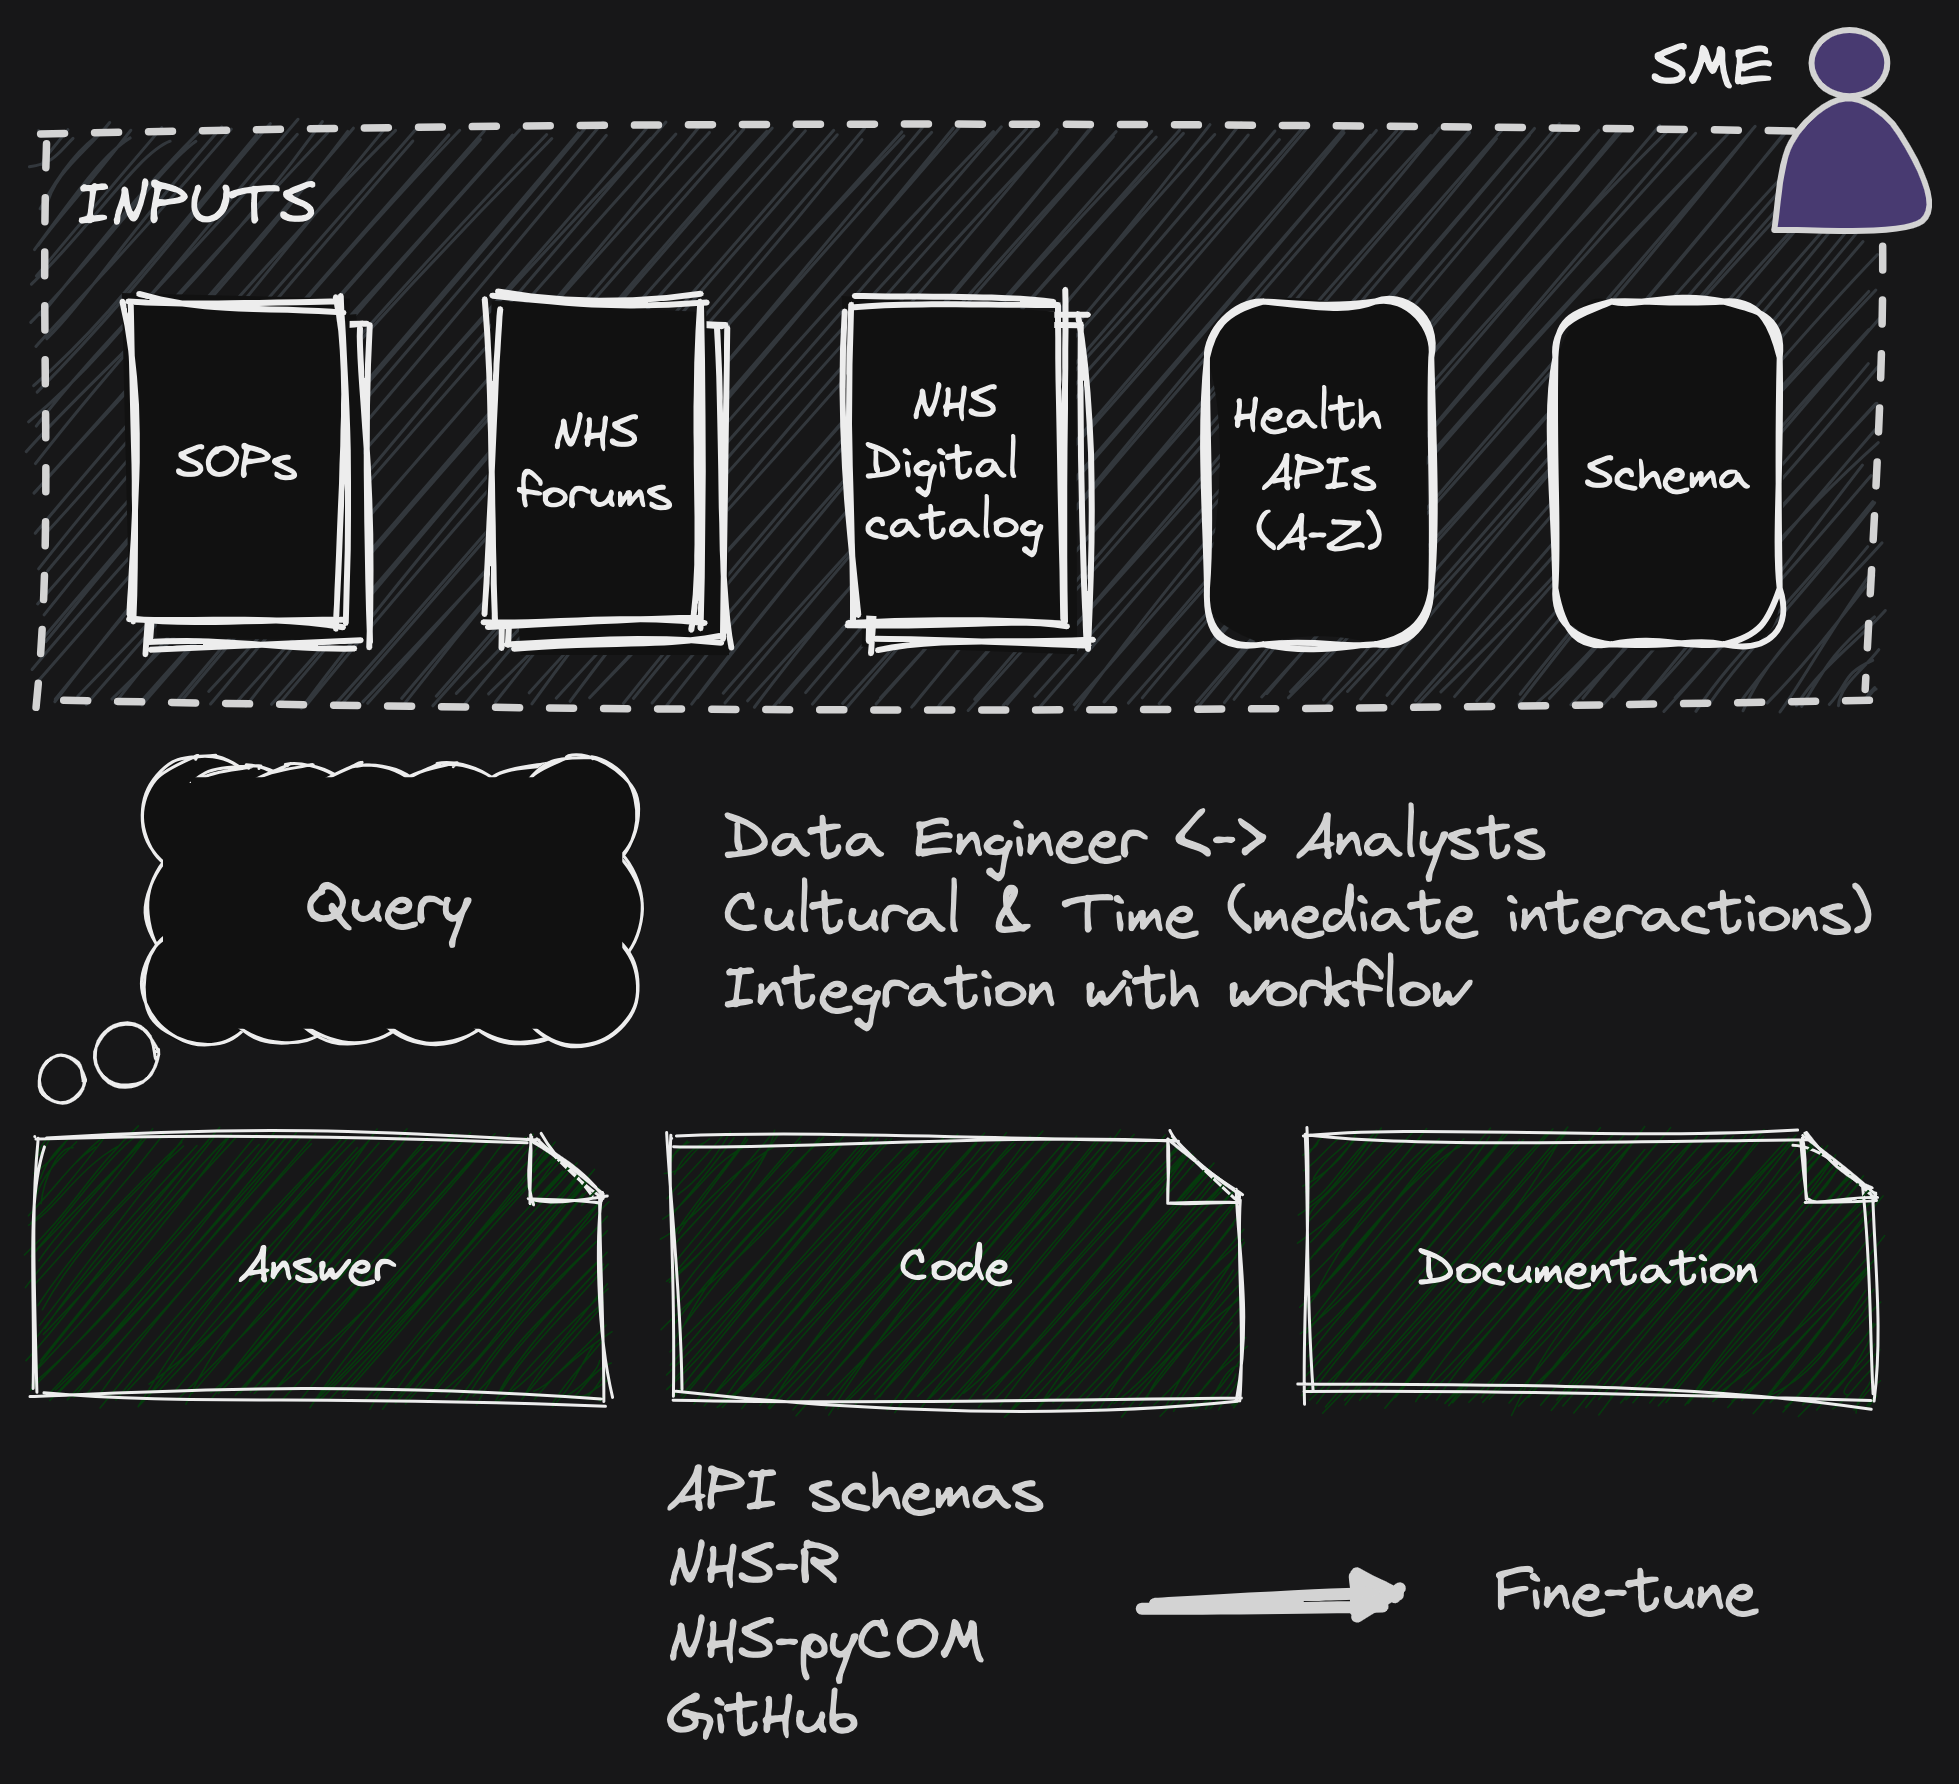 SME
INPUTS
SOPs
NHS
forums
NHS
Digital
catalog
Health
APIs
(A-Z)
Schema
Query
Data Engineer <-> Analysts
Cultural & Time (mediate interactions)
Integration with workflow
Answer
Code
Documentation
API schemas
NHS-R
NHS-pyCOM
GitHub
Fine-tune